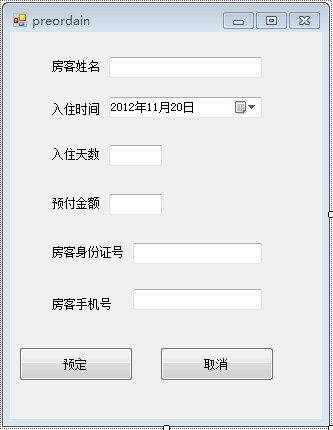 preordain
房客姓名
入住时间 2012年11月20日
入住天数
预付金额
房客身份证号
房客手机号
预定 取消